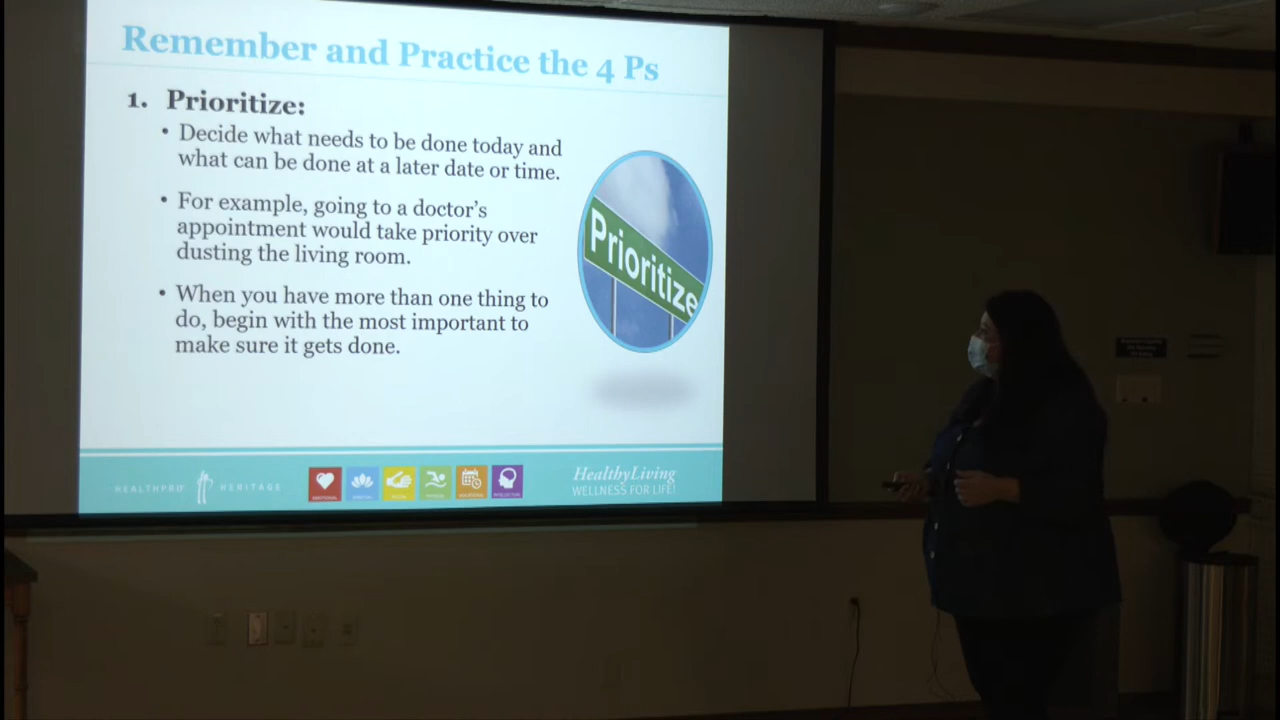 Remember and Practice the 4 Ps
1. Prioritize:
• Decide what needs to be done today and
what can be done at a later date or time.
• For example, going to a doctor's
appointment would take priority over
dusting the living room.
• When you have more than one thing to
do, begin with the most important to
make sure it gets done.
Prioritize
HEALTHPRO HERITAGE
HealthyLiving
WELLNESS FOR LIFE!